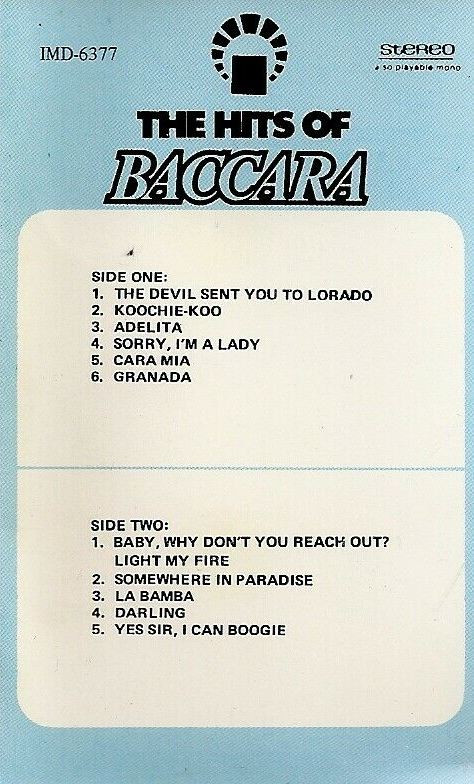 IMD-6377
STEREO
also playable mono
THE HITS OF
BACCARA
SIDE ONE:
1. THE DEVIL SENT YOU TO LORADO
2. KOOCHIE-KOO
3. ADELITA
4. SORRY, I'M A LADY
5. CARA MIA
6. GRANADA
SIDE TWO:
1. BABY, WHY DON'T YOU REACH OUT?
LIGHT MY FIRE
2. SOMEWHERE IN PARADISE
3. LA BAMBA
4. DARLING
5. YES SIR, I CAN BOOGIE